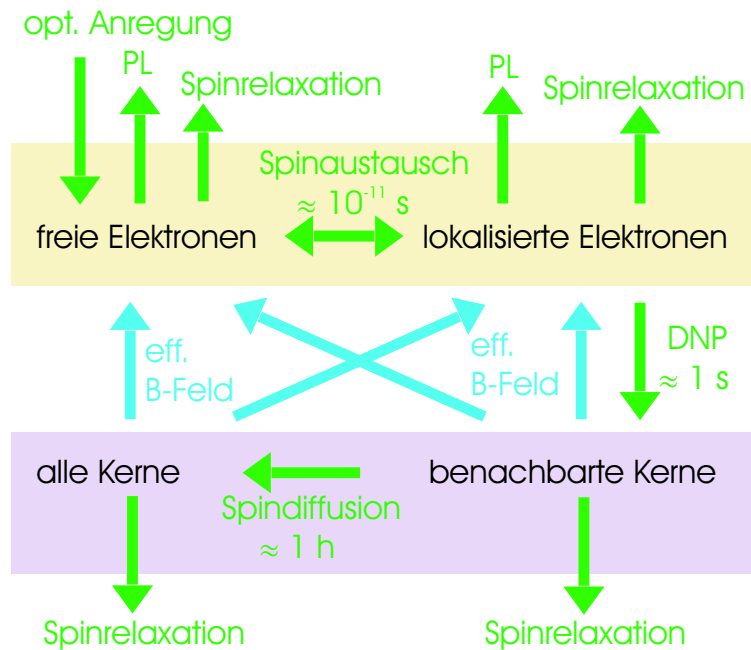 opt. Anregung
PL
Spinrelaxation
PL
Spinrelaxation
Spinaustausch
≈ 10⁻¹¹ s
freie Elektronen
lokalisierte Elektronen
eff.
B-Feld
eff.
B-Feld
DNP
≈ 1 s
alle Kerne
benachbarte Kerne
Spindiffusion
≈ 1 h
Spinrelaxation
Spinrelaxation